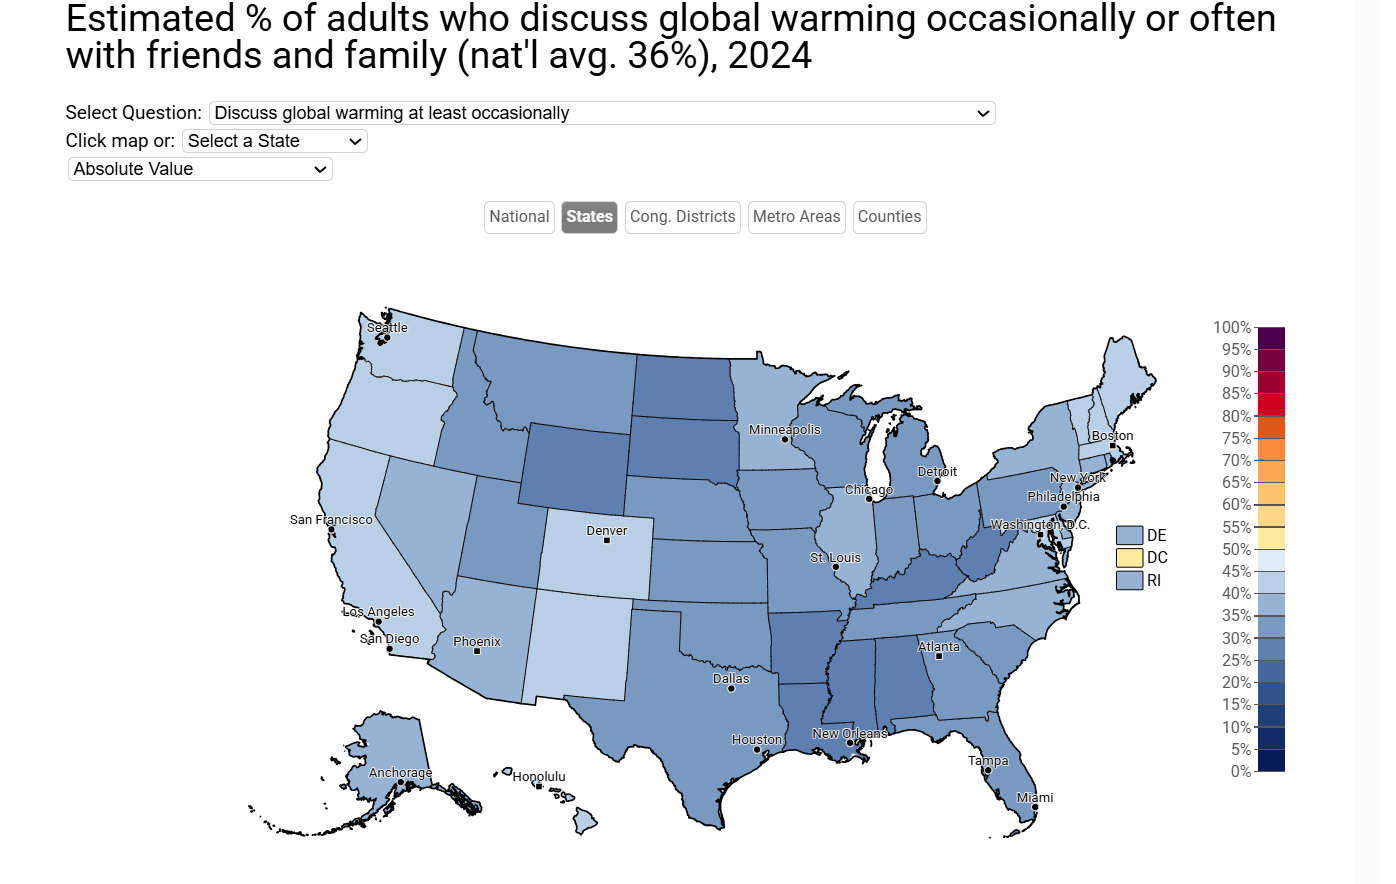 Estimated % of adults who discuss global warming occasionally or often
with friends and family (nat'l avg. 36%), 2024
Select Question: Discuss global warming at least occasionally
Click map or: Select a State
Absolute Value
National States Cong. Districts Metro Areas Counties
Seattle
Minneapolis
Boston
Detroit
New York
Chicago
Philadelphia
San Francisco
Washington, D.C.
Denver
St. Louis
Los Angeles
San Diego
Phoenix
Atlanta
Dallas
New Orleans
Houston
Tampa
Anchorage
Honolulu
Miami
DE
DC
RI
100%
95%
90%
85%
80%
75%
70%
65%
60%
55%
50%
45%
40%
35%
30%
25%
20%
15%
10%
5%
0%